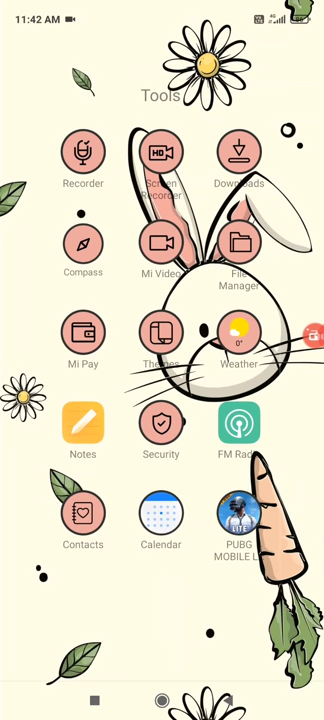 11:42 AM
4G
Tools
Recorder
Screen
Recorder
Downloads
Compass
Mi Video
File
Manager
Mi Pay
Themes
0°
Weather
Notes
Security
FM Radio
Contacts
Calendar
LITE
PUBG
MOBILE L